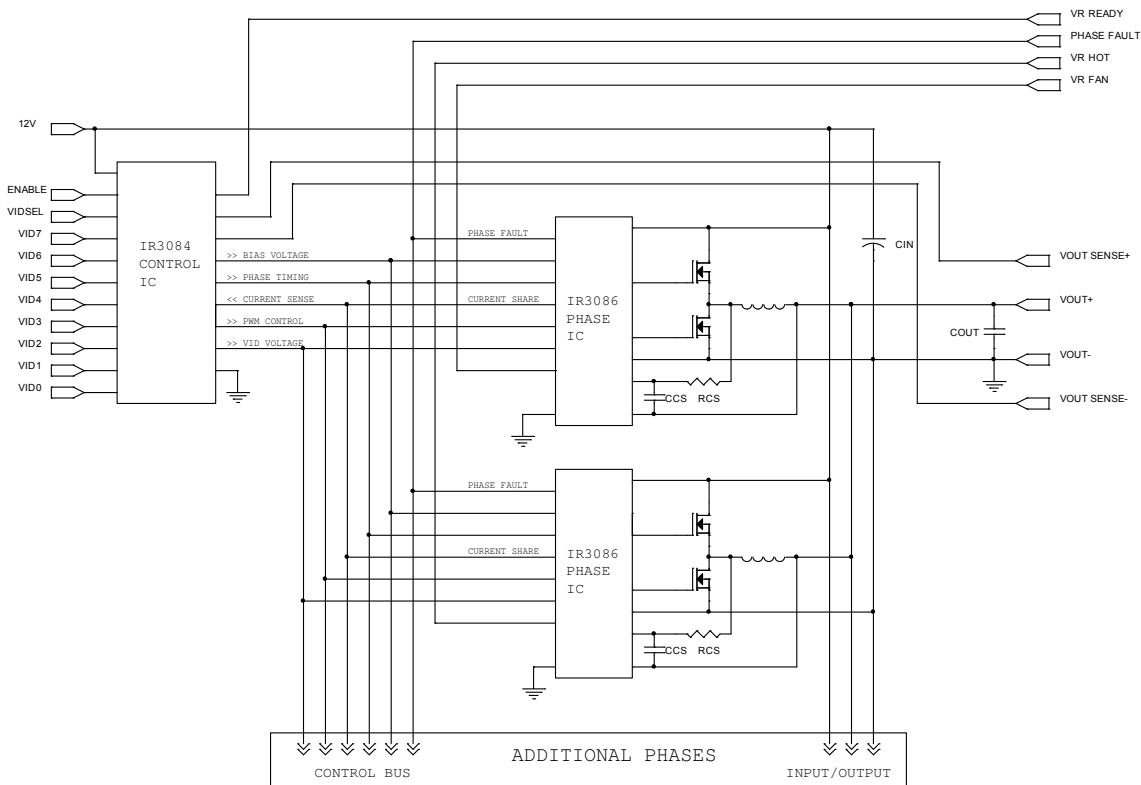 VR READY
PHASE FAULT
VR HOT
VR FAN
12V
ENABLE
VIDSEL
VID7
VID6
VID5
VID4
VID3
VID2
VID1
VID0
IR3084
CONTROL
IC
>> BIAS VOLTAGE
>> PHASE TIMING
<< CURRENT SENSE
>> PWM CONTROL
>> VID VOLTAGE
PHASE FAULT
CURRENT SHARE
IR3086
PHASE
IC
CCS
RCS
CIN
COUT
VOUT SENSE+
VOUT+
VOUT-
VOUT SENSE-
PHASE FAULT
CURRENT SHARE
IR3086
PHASE
IC
CCS
RCS
ADDITIONAL PHASES
CONTROL BUS
INPUT/OUTPUT